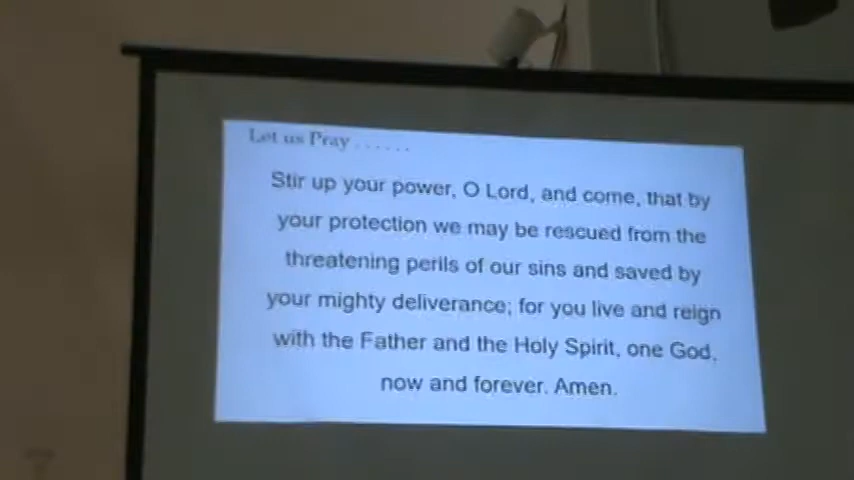 Let us Pray . . . . . .
Stir up your power, O Lord, and come, that by
your protection we may be rescued from the
threatening perils of our sins and saved by
your mighty deliverance; for you live and reign
with the Father and the Holy Spirit, one God,
now and forever. Amen.